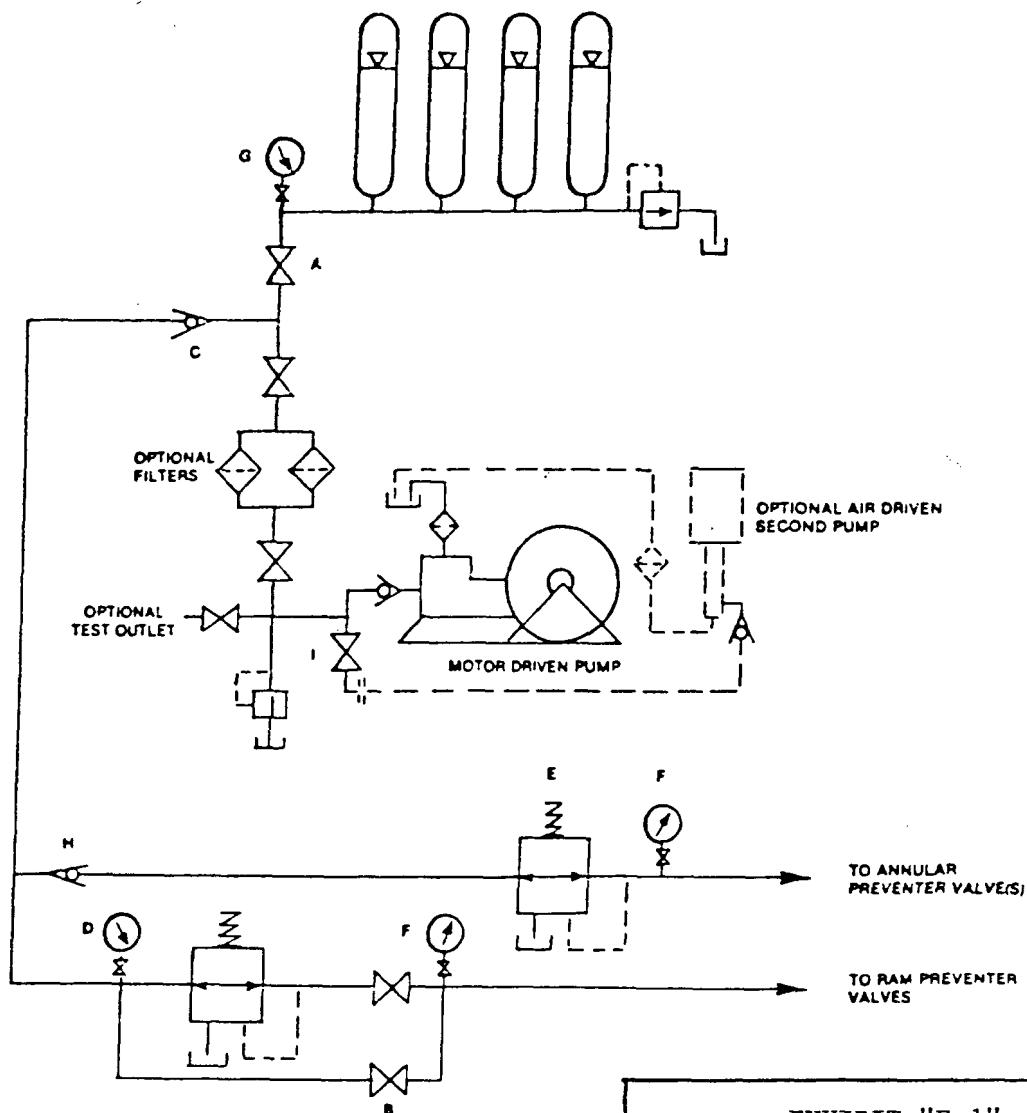 G
A
C
OPTIONAL
FILTERS
OPTIONAL AIR DRIVEN
SECOND PUMP
OPTIONAL
TEST OUTLET
I
MOTOR DRIVEN PUMP
E
F
H
TO ANNULAR
PREVENTER VALVE(S)
D
F
TO RAM PREVENTER
VALVES
B